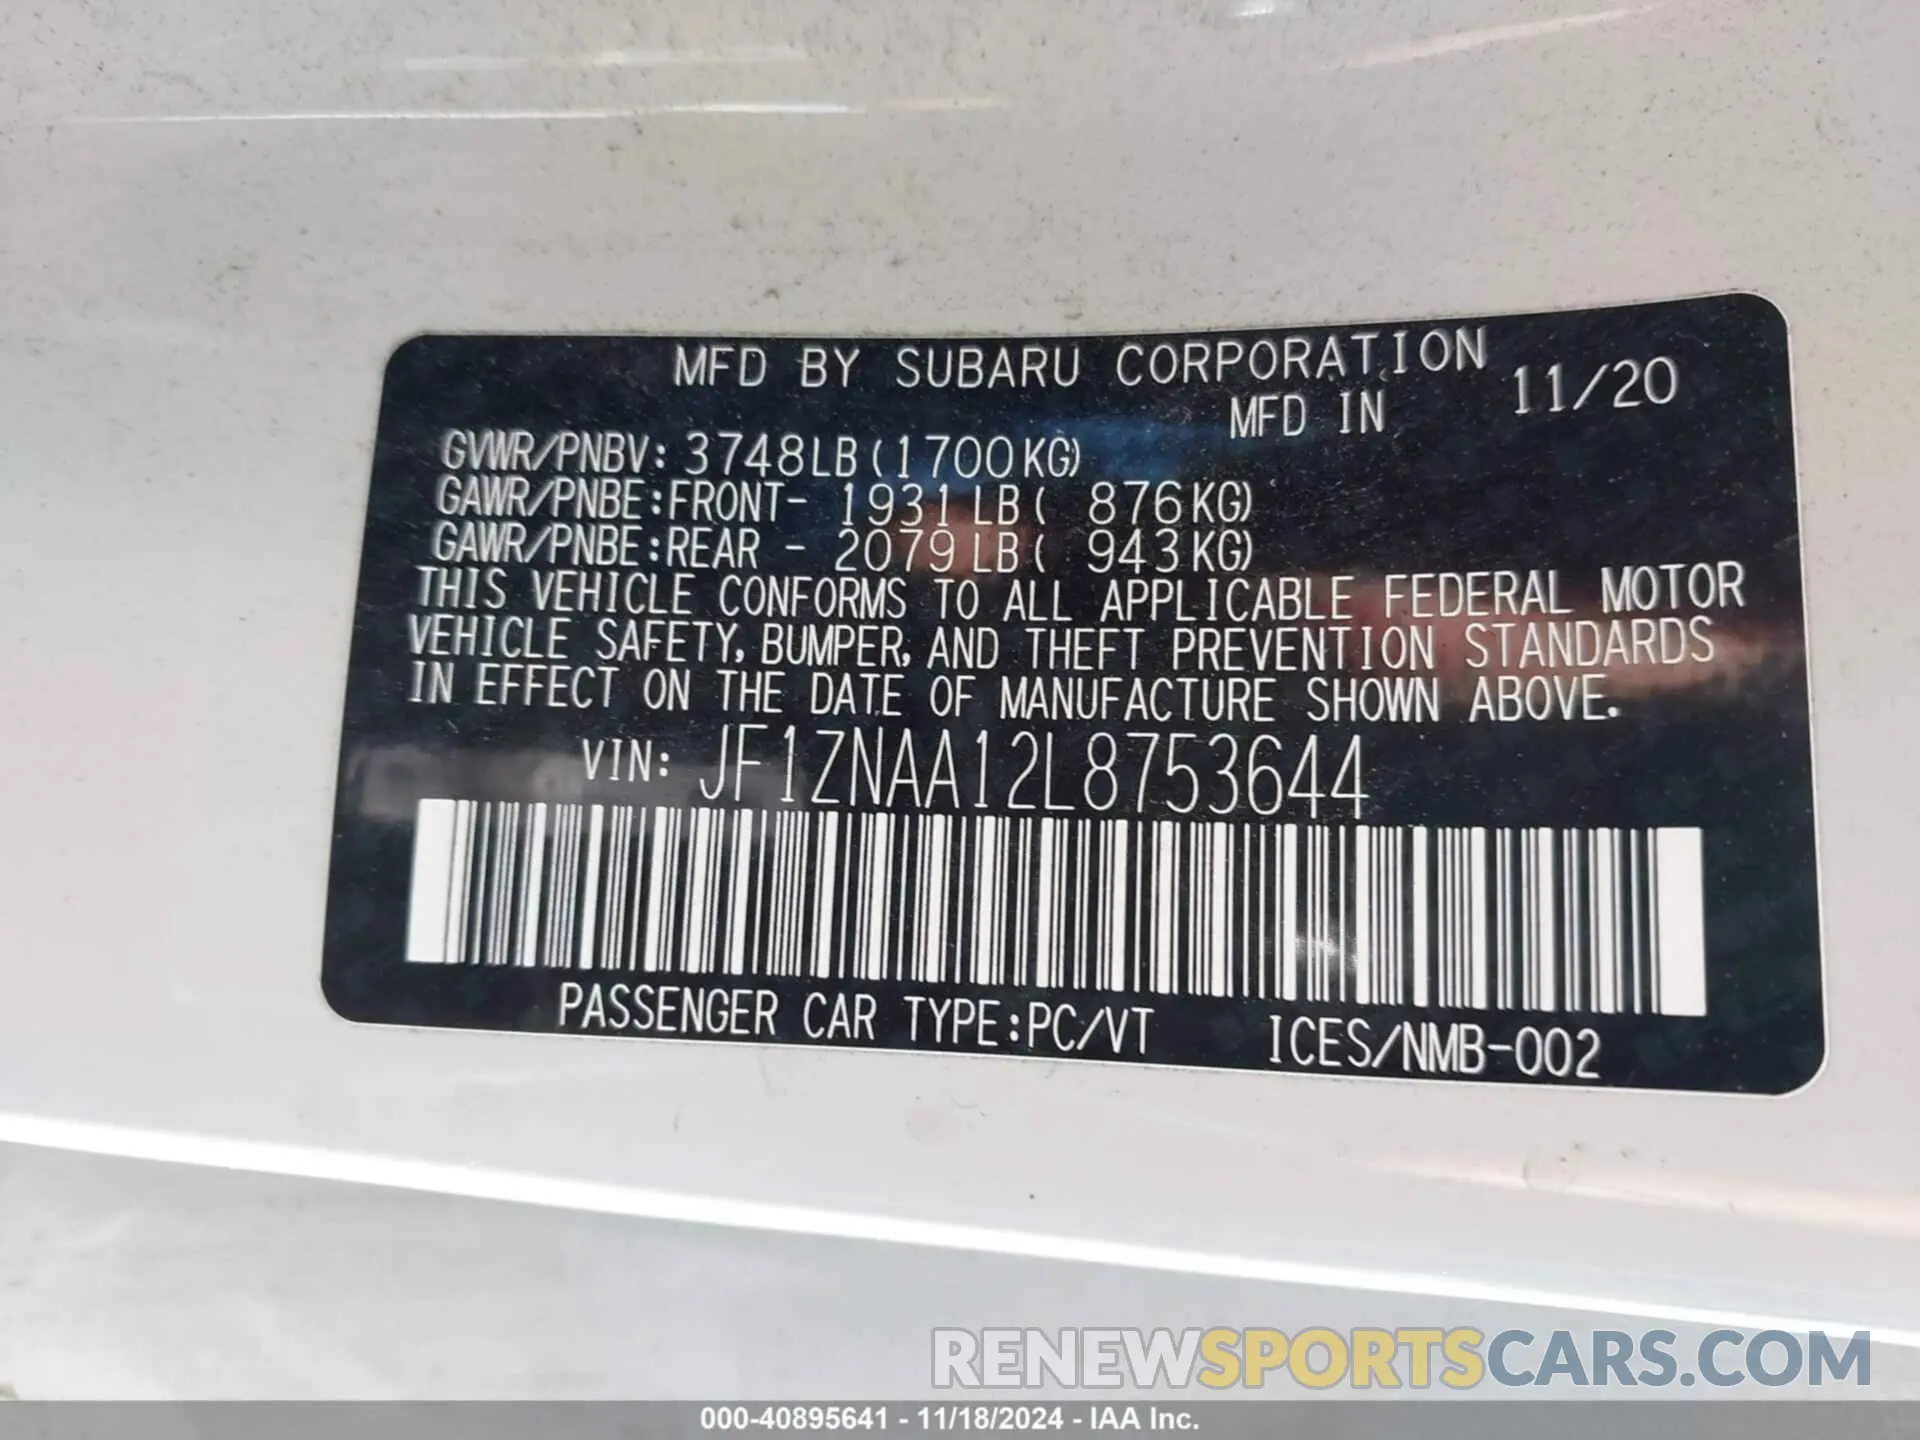 MFD BY SUBARU CORPORATION
MFD IN 11/20
GVWR/PNBV: 3748LB(1700KG)
GAWR/PNBE:FRONT- 1931LB( 876KG)
GAWR/PNBE:REAR - 2079LB( 943KG)
THIS VEHICLE CONFORMS TO ALL APPLICABLE FEDERAL MOTOR
VEHICLE SAFETY, BUMPER, AND THEFT PREVENTION STANDARDS
IN EFFECT ON THE DATE OF MANUFACTURE SHOWN ABOVE.
VIN: JF1ZNAA12L8753644
PASSENGER CAR TYPE:PC/VT ICES/NMB-002
RENEWSPORTSCARS.COM
000-40895641 - 11/18/2024 - IAA Inc.